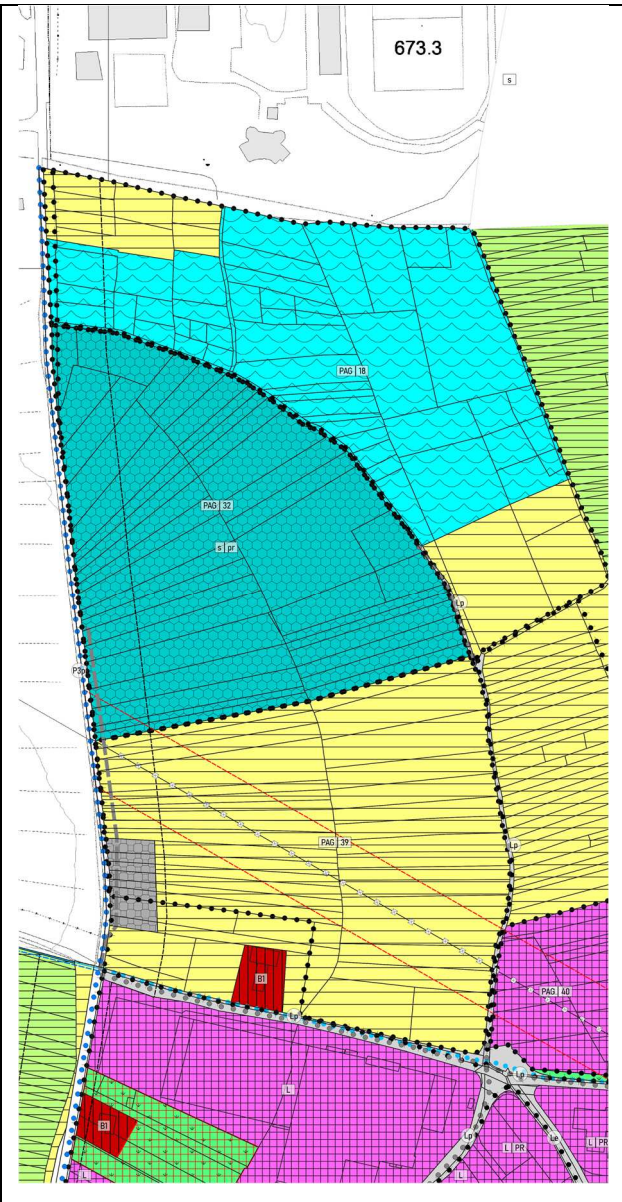 673.3
s
PAG | 18
PAG | 32
s | pr
Lp
P3p
PAG | 39
Lp
B1
PAG | 40
Lp
Lp
L
B1
Lp
Le
L | PR
L | PR
L
L